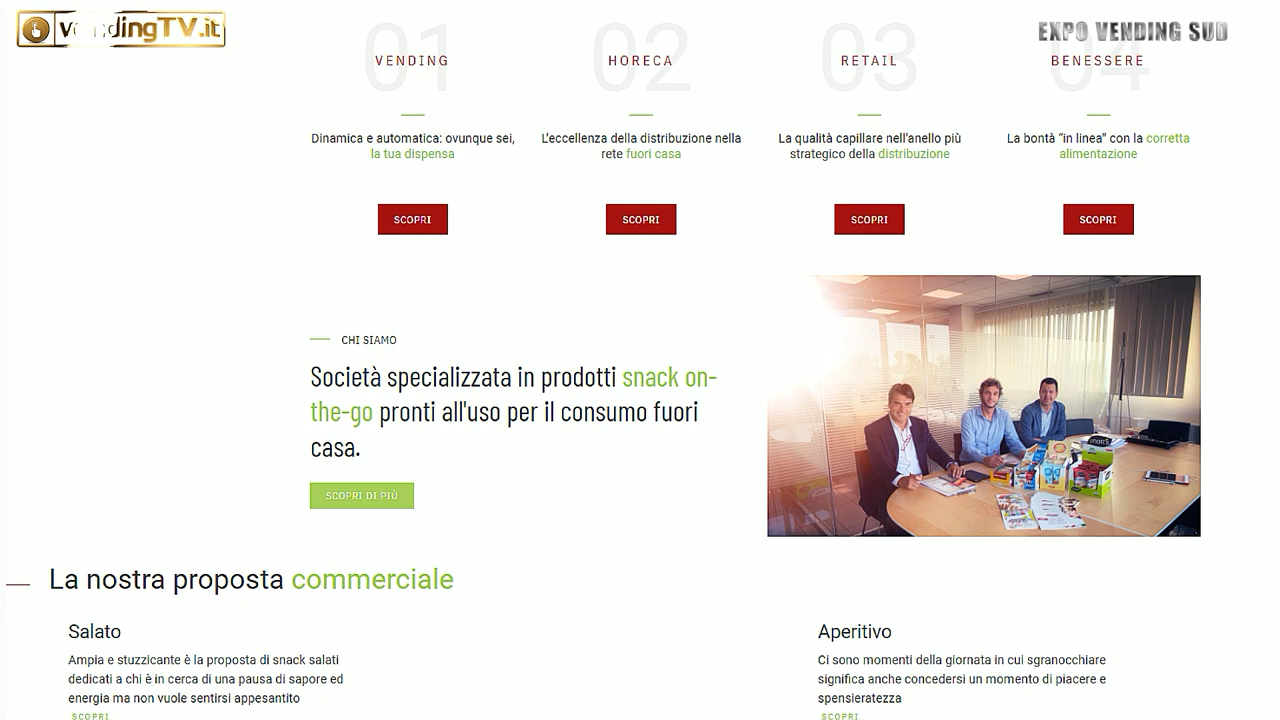 vendingTV.it
EXPO VENDING SUD
01
VENDING
Dinamica e automatica: ovunque sei,
la tua dispensa
SCOPRI
02
HORECA
L'eccellenza della distribuzione nella
rete fuori casa
SCOPRI
03
RETAIL
La qualità capillare nell'anello più
strategico della distribuzione
SCOPRI
04
BENESSERE
La bontà “in linea” con la corretta
alimentazione
SCOPRI
CHI SIAMO
Società specializzata in prodotti snack on-
the-go pronti all'uso per il consumo fuori
casa.
SCOPRI DI PIÙ
La nostra proposta commerciale
Salato
Ampia e stuzzicante è la proposta di snack salati
dedicati a chi è in cerca di una pausa di sapore ed
energia ma non vuole sentirsi appesantito
SCOPRI
Aperitivo
Ci sono momenti della giornata in cui sgranocchiare
significa anche concedersi un momento di piacere e
spensieratezza
SCOPRI